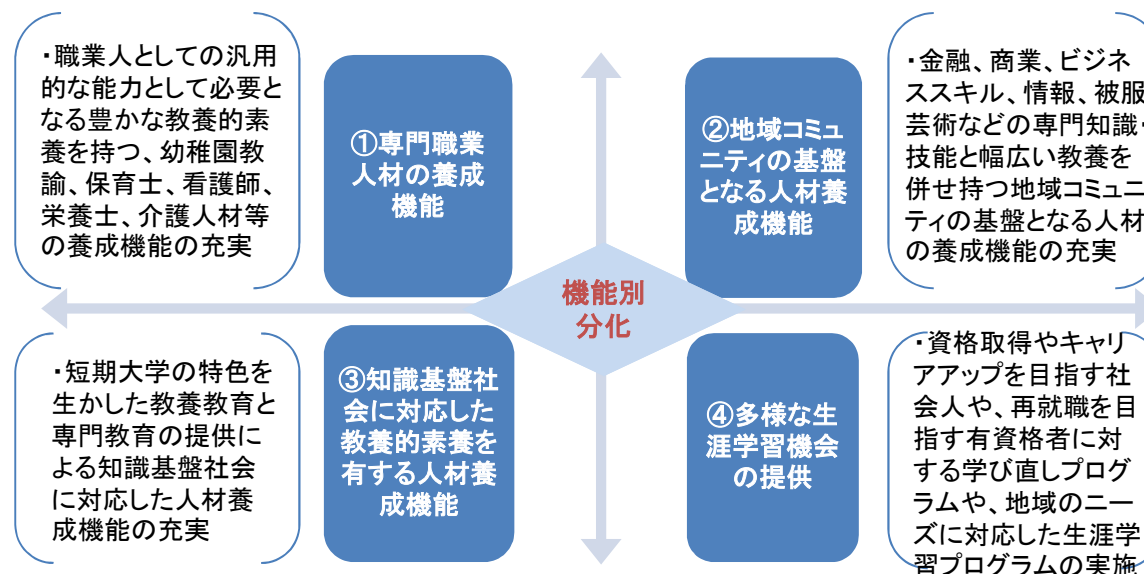 ・職業人としての汎用
的な能力として必要と
なる豊かな教養的素
養を持つ、幼稚園教
諭、保育士、看護師、
栄養士、介護人材等
の養成機能の充実
①専門職業
人材の養成
機能
②地域コミュ
ニティの基盤
となる人材養
成機能
・金融、商業、ビジネ
ススキル、情報、被服
芸術などの専門知識・
技能と幅広い教養を
併せ持つ地域コミュニ
ティの基盤となる人材
の養成機能の充実
機能別
分化
・短期大学の特色を
生かした教養教育と
専門教育の提供に
よる知識基盤社会
に対応した人材養
成機能の充実
③知識基盤社
会に対応した
教養的素養を
有する人材養
成機能
④多様な生
涯学習機会
の提供
・資格取得やキャリ
アアップを目指す社
会人や、再就職を目
指す有資格者に対
する学び直しプログ
ラムや、地域のニー
ズに対応した生涯学
習プログラムの実施